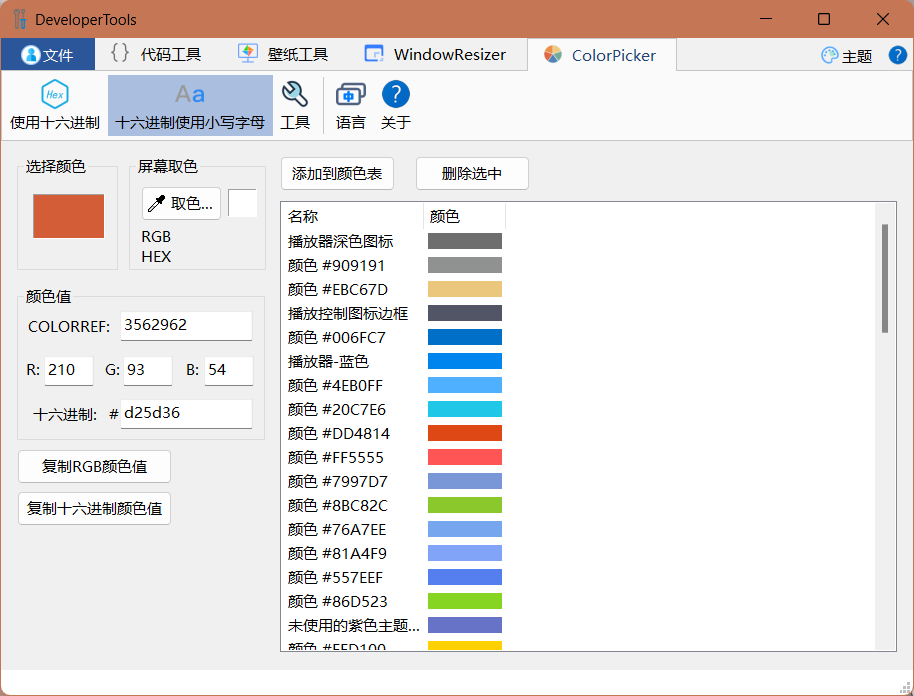 DeveloperTools
文件 代码工具 壁纸工具 WindowResizer ColorPicker 主题 ?
Hex Aa ?
使用十六进制 十六进制使用小写字母 工具 语言 关于
选择颜色 屏幕取色 添加到颜色表 删除选中
取色...
RGB
HEX
颜色值
COLORREF: 3562962
R: 210 G: 93 B: 54
十六进制: # d25d36
复制RGB颜色值
复制十六进制颜色值
名称 颜色
播放器深色图标
颜色 #909191
颜色 #EBC67D
播放控制图标边框
颜色 #006FC7
播放器-蓝色
颜色 #4EB0FF
颜色 #20C7E6
颜色 #DD4814
颜色 #FF5555
颜色 #7997D7
颜色 #8BC82C
颜色 #76A7EE
颜色 #81A4F9
颜色 #557EEF
颜色 #86D523
未使用的紫色主题...
颜色 #FFD100